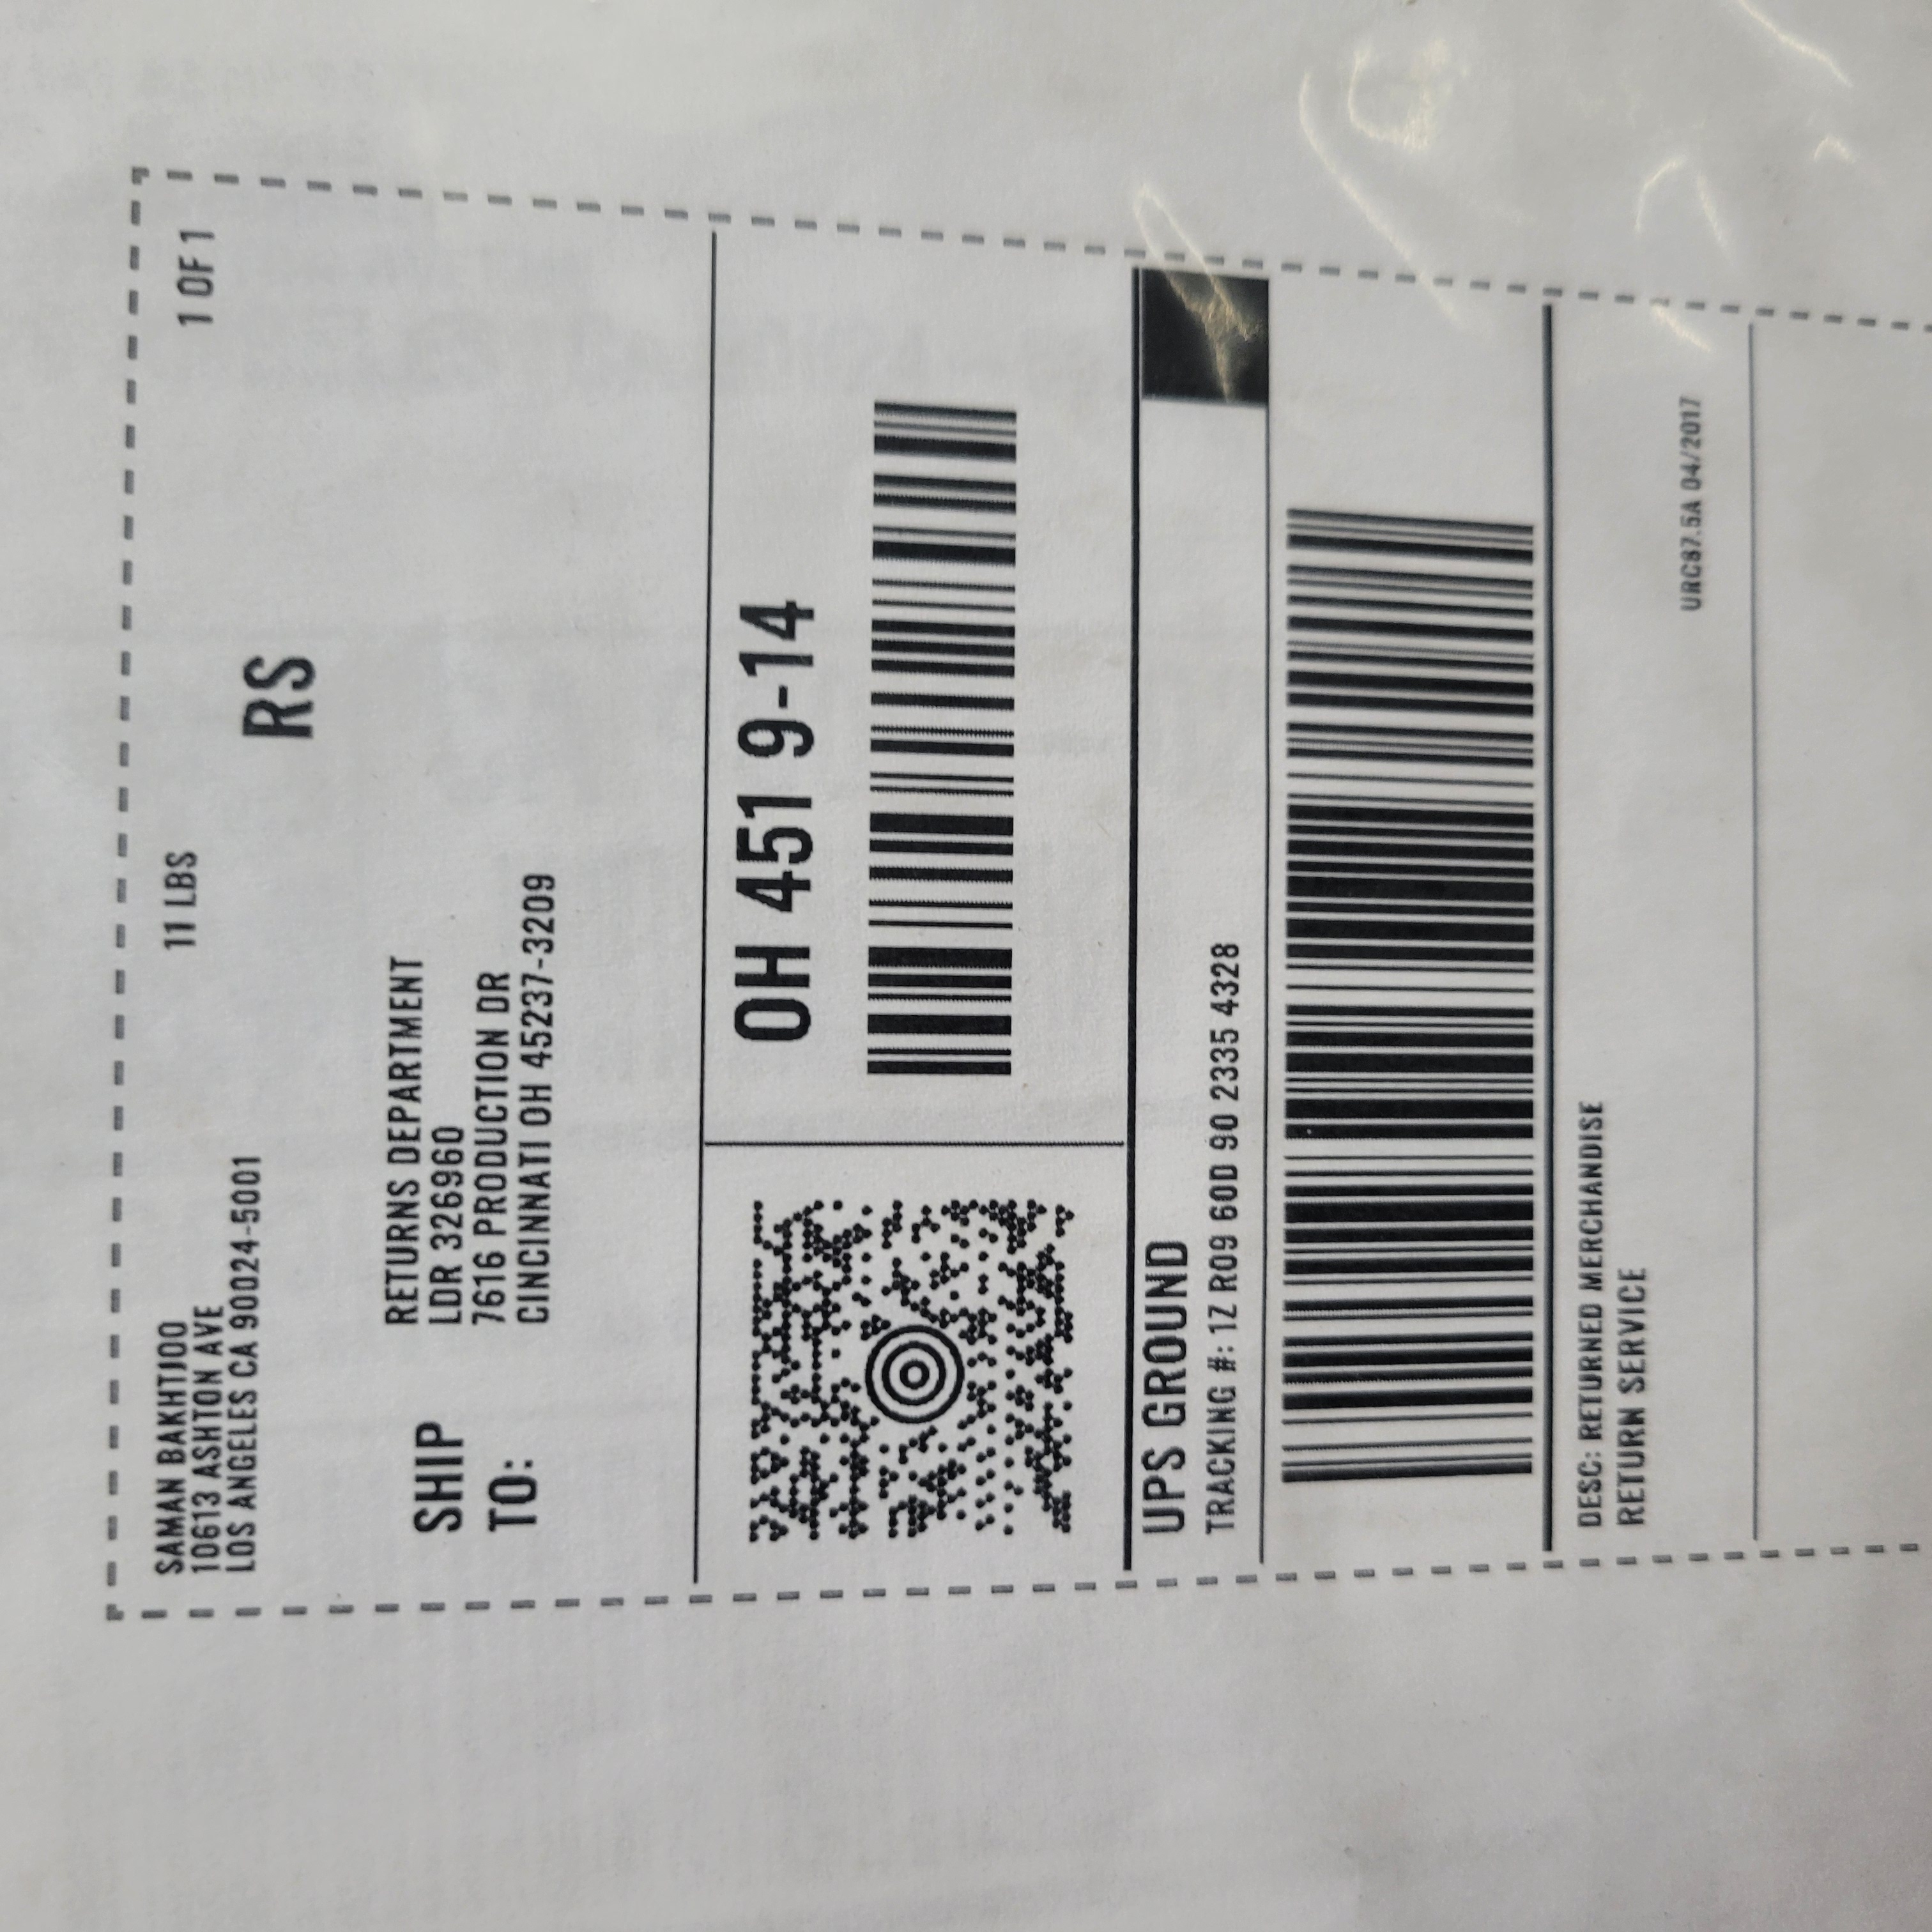 SAMAN BAKHTJOO
10613 ASHTON AVE
LOS ANGELES CA 90024-5001
11 LBS
1 OF 1
RS
SHIP
TO:
RETURNS DEPARTMENT
LDR 326960
7616 PRODUCTION DR
CINCINNATI OH 45237-3209
OH 451 9-14
UPS GROUND
TRACKING #: 1Z R09 60D 90 2335 4328
DESC: RETURNED MERCHANDISE
RETURN SERVICE
URC87.5A 04/2017